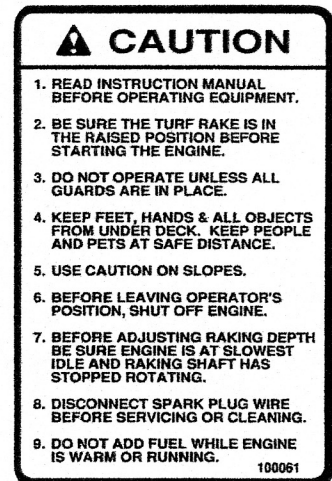 CAUTION
1. READ INSTRUCTION MANUAL
BEFORE OPERATING EQUIPMENT.
2. BE SURE THE TURF RAKE IS IN
THE RAISED POSITION BEFORE
STARTING THE ENGINE.
3. DO NOT OPERATE UNLESS ALL
GUARDS ARE IN PLACE.
4. KEEP FEET, HANDS & ALL OBJECTS
FROM UNDER DECK. KEEP PEOPLE
AND PETS AT SAFE DISTANCE.
5. USE CAUTION ON SLOPES.
6. BEFORE LEAVING OPERATOR'S
POSITION, SHUT OFF ENGINE.
7. BEFORE ADJUSTING RAKING DEPTH
BE SURE ENGINE IS AT SLOWEST
IDLE AND RAKING SHAFT HAS
STOPPED ROTATING.
8. DISCONNECT SPARK PLUG WIRE
BEFORE SERVICING OR CLEANING.
9. DO NOT ADD FUEL WHILE ENGINE
IS WARM OR RUNNING.
100061